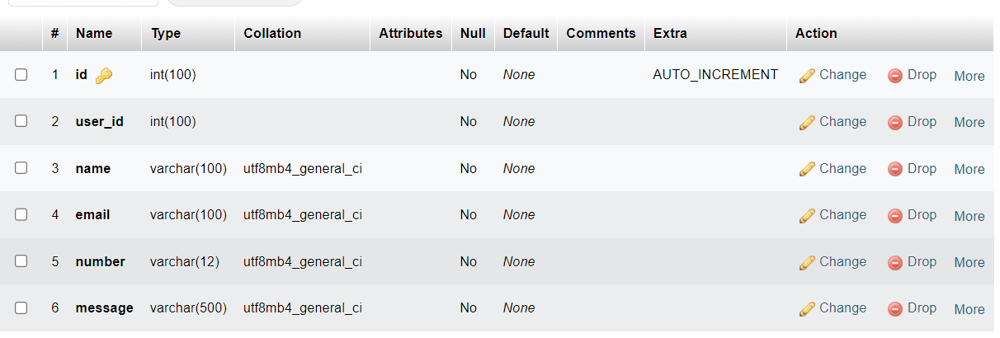 # Name Type Collation Attributes Null Default Comments Extra Action
1 id int(100) No None AUTO_INCREMENT Change Drop More
2 user_id int(100) No None Change Drop More
3 name varchar(100) utf8mb4_general_ci No None Change Drop More
4 email varchar(100) utf8mb4_general_ci No None Change Drop More
5 number varchar(12) utf8mb4_general_ci No None Change Drop More
6 message varchar(500) utf8mb4_general_ci No None Change Drop More